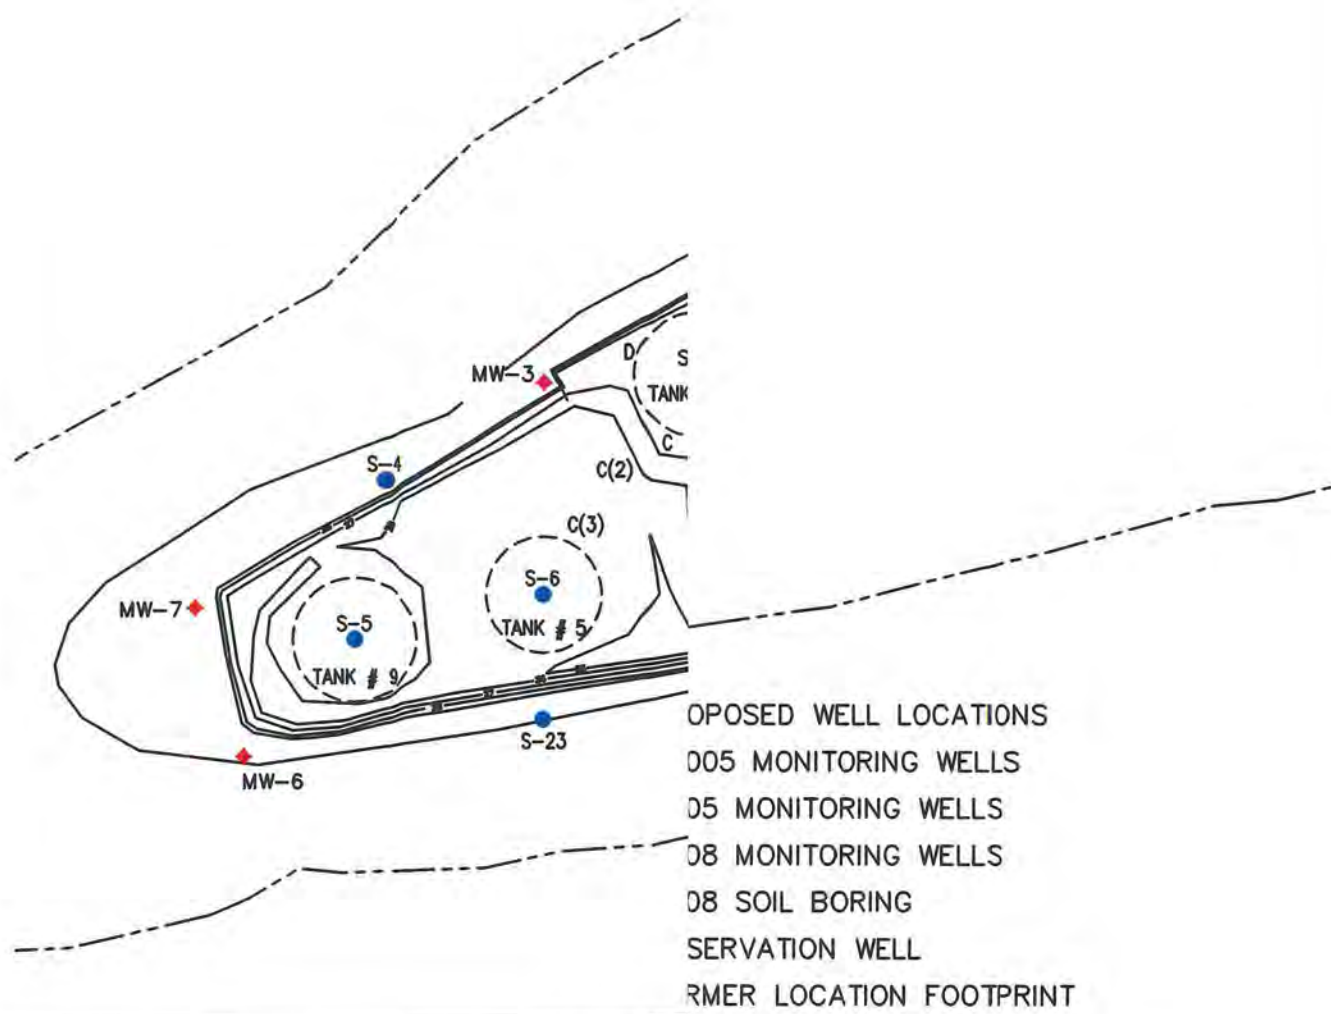 D
S
MW-3
TANK
C
S-4
C(2)
C(3)
S-6
MW-7
S-5
TANK # 5
TANK # 9
S-23
MW-6
OPOSED WELL LOCATIONS
005 MONITORING WELLS
05 MONITORING WELLS
08 MONITORING WELLS
08 SOIL BORING
SERVATION WELL
RMER LOCATION FOOTPRINT